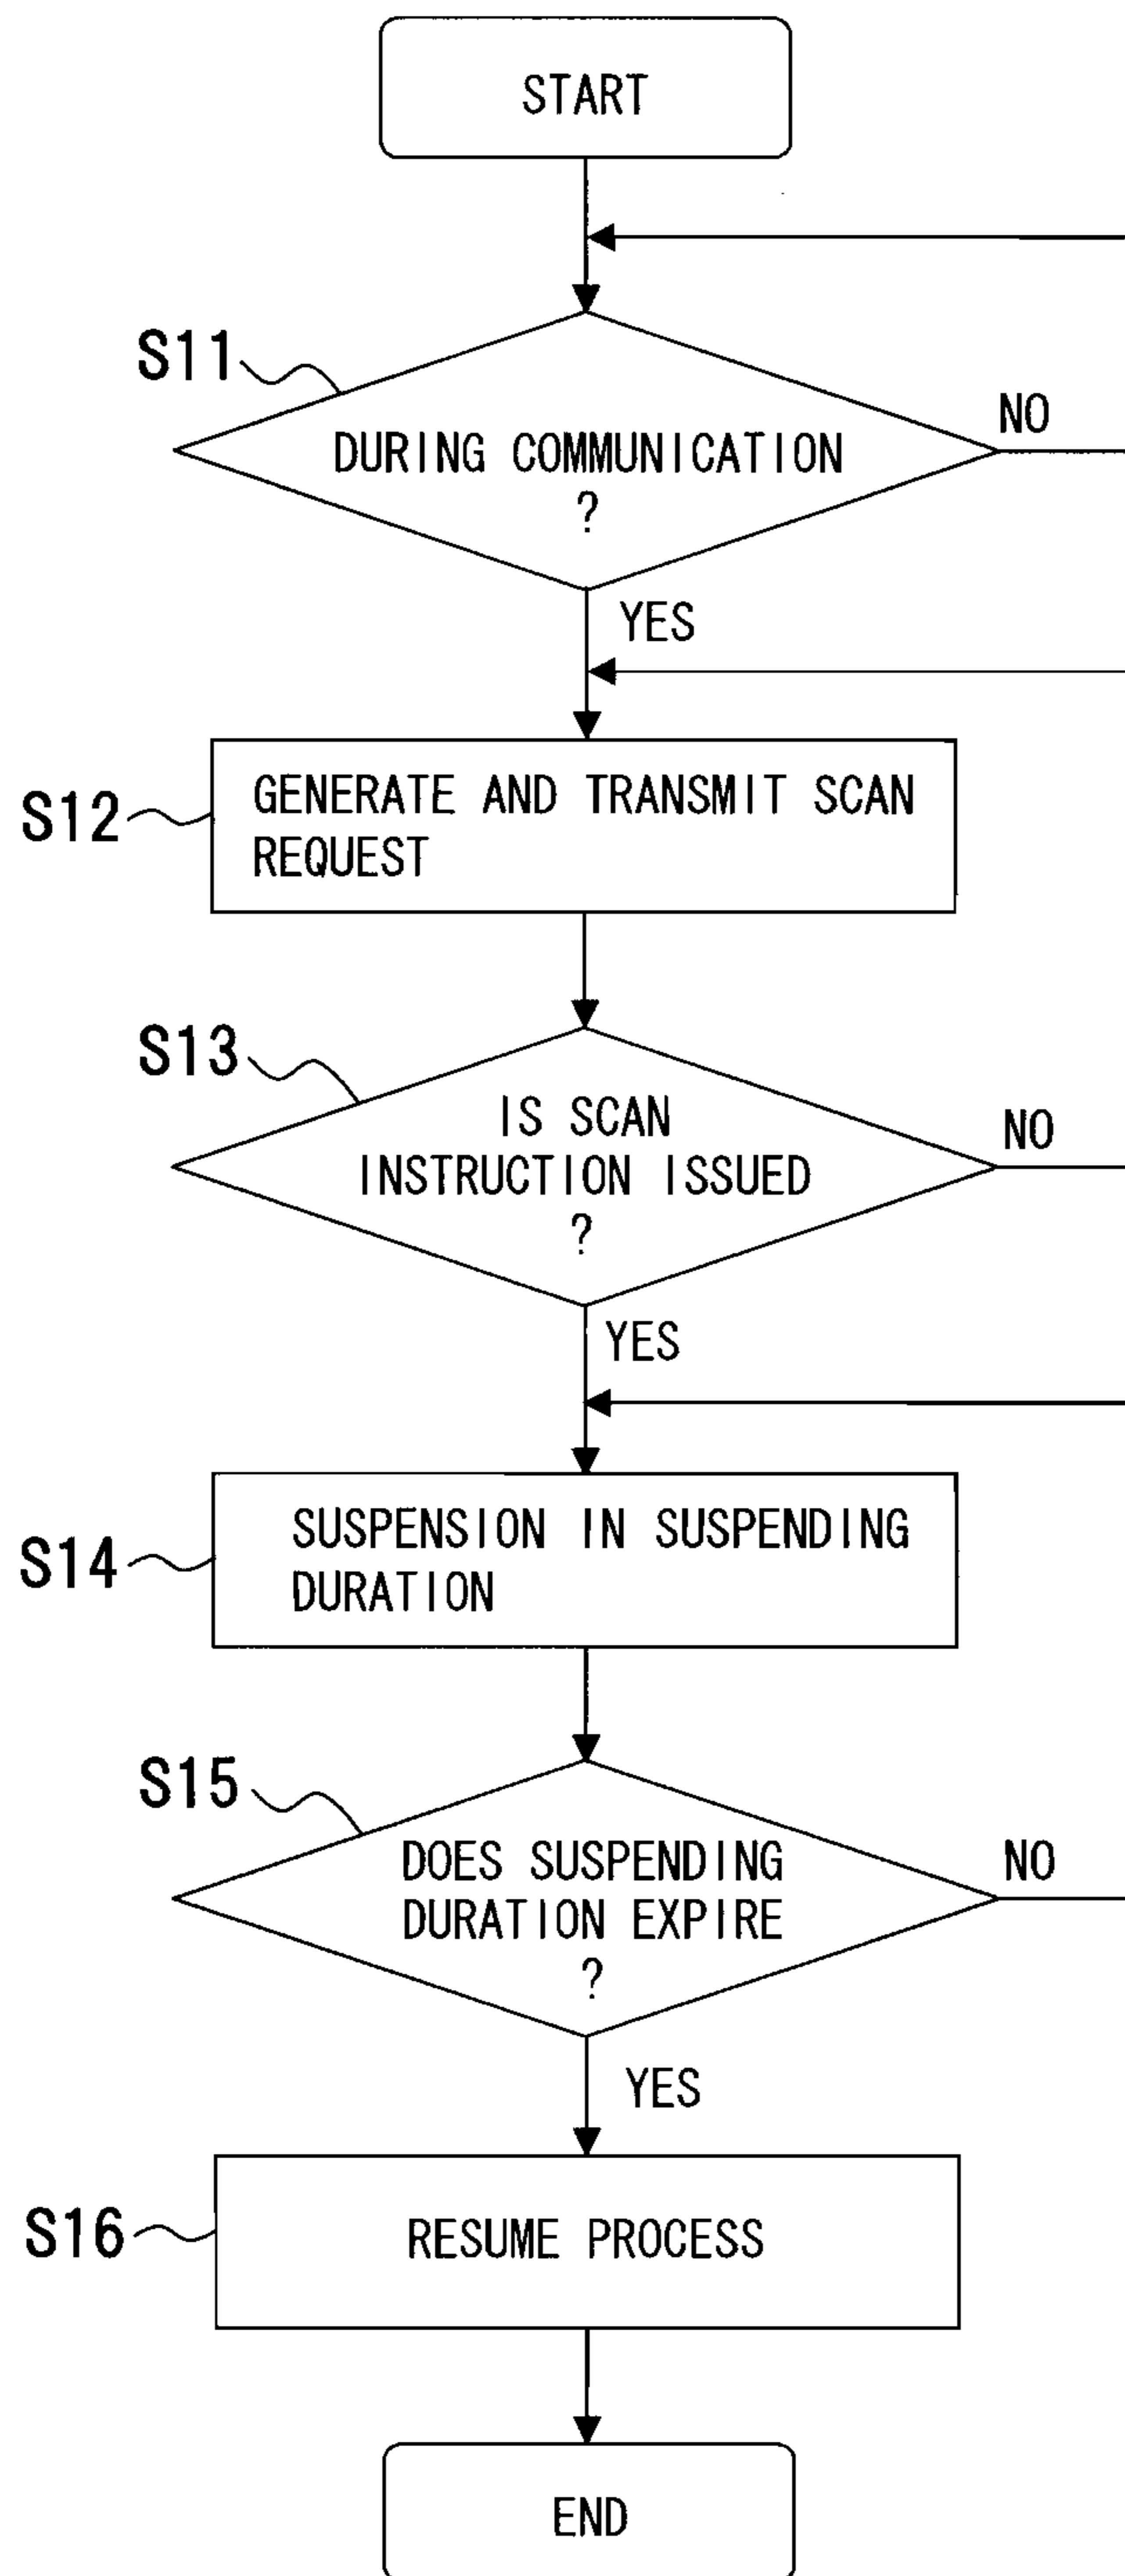 START
S11
DURING COMMUNICATION
?
NO
YES
S12
GENERATE AND TRANSMIT SCAN
REQUEST
S13
IS SCAN
INSTRUCTION ISSUED
?
NO
YES
S14
SUSPENSION IN SUSPENDING
DURATION
S15
DOES SUSPENDING
DURATION EXPIRE
?
NO
YES
S16
RESUME PROCESS
END